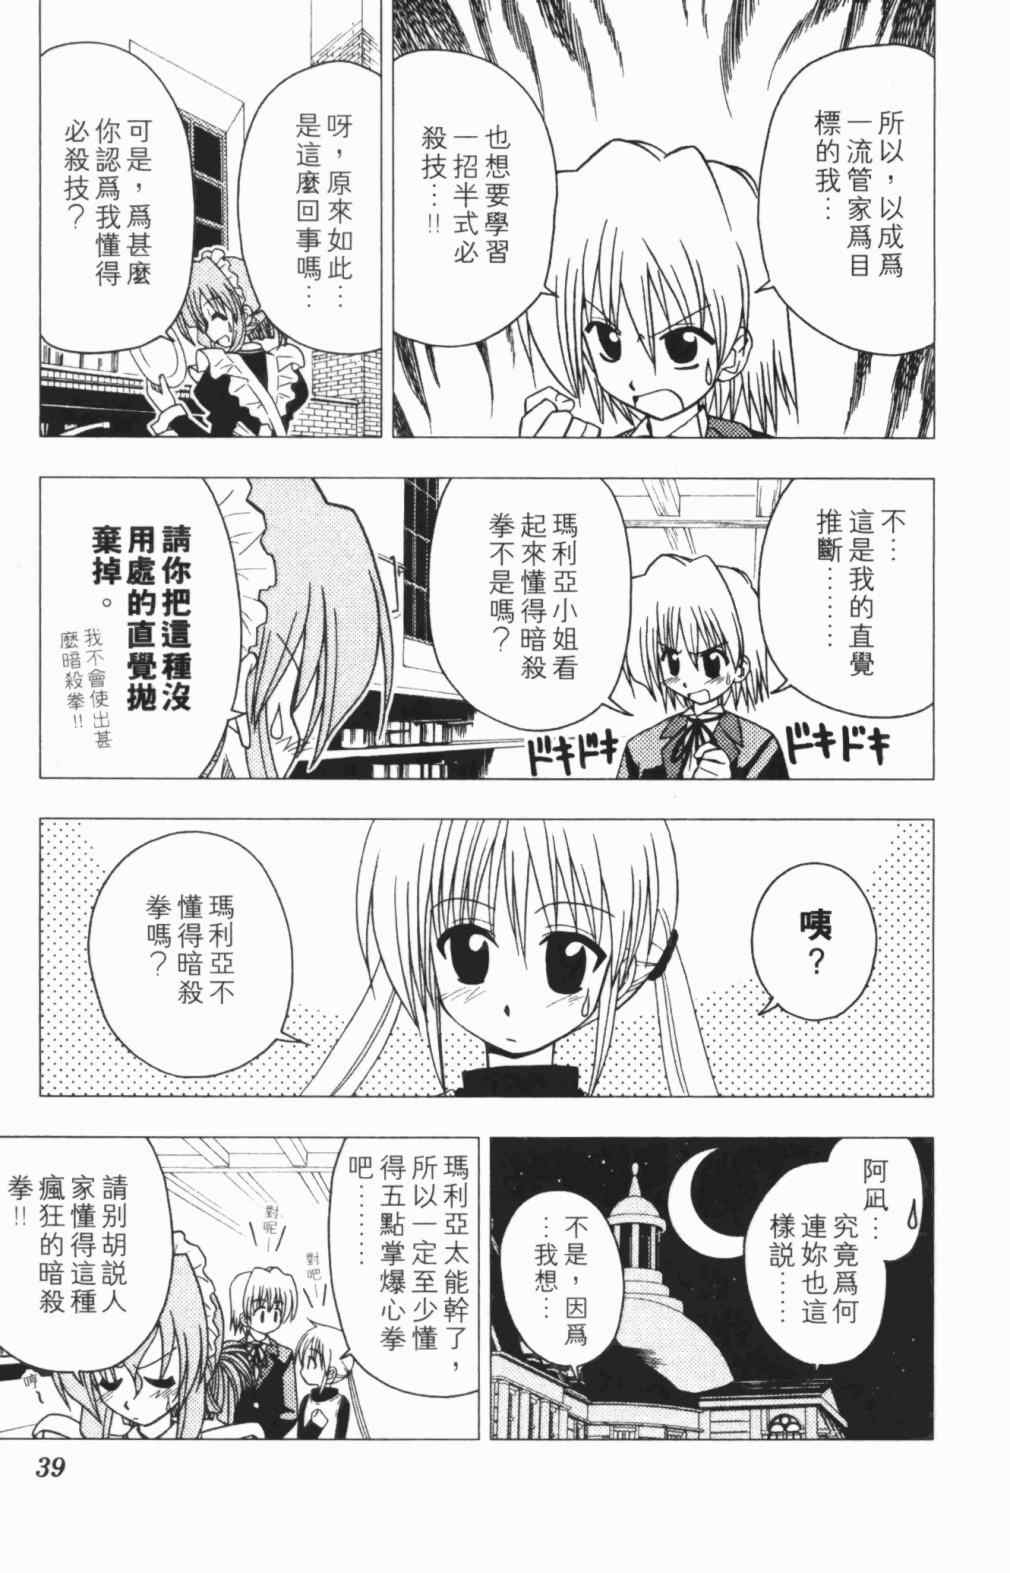 所以，以成爲
一流管家爲目
標的我…
也想要學習
一招半式必
殺技…!!
呀，原來如此…
是這麼回事嗎…
可是，爲甚麼
你認爲我懂得
必殺技？
不…
這是我的直覺
推斷………
瑪利亞小姐看
起來懂得暗殺
拳不是嗎？
ドキドキ
ドキドキ
請你把這種沒
用處的直覺拋
棄掉。
我不會使出甚
麼暗殺拳!!
咦？
瑪利亞不
懂得暗殺
拳嗎？
阿凪…
究竟爲何
連妳也這
樣説……
不是，因爲
…我想…
瑪利亞太能幹了，
所以一定至少懂
得五點掌爆心拳
吧………
對吧—
對呢—
請別胡説人
家懂得這種
瘋狂的暗殺
拳!!
39